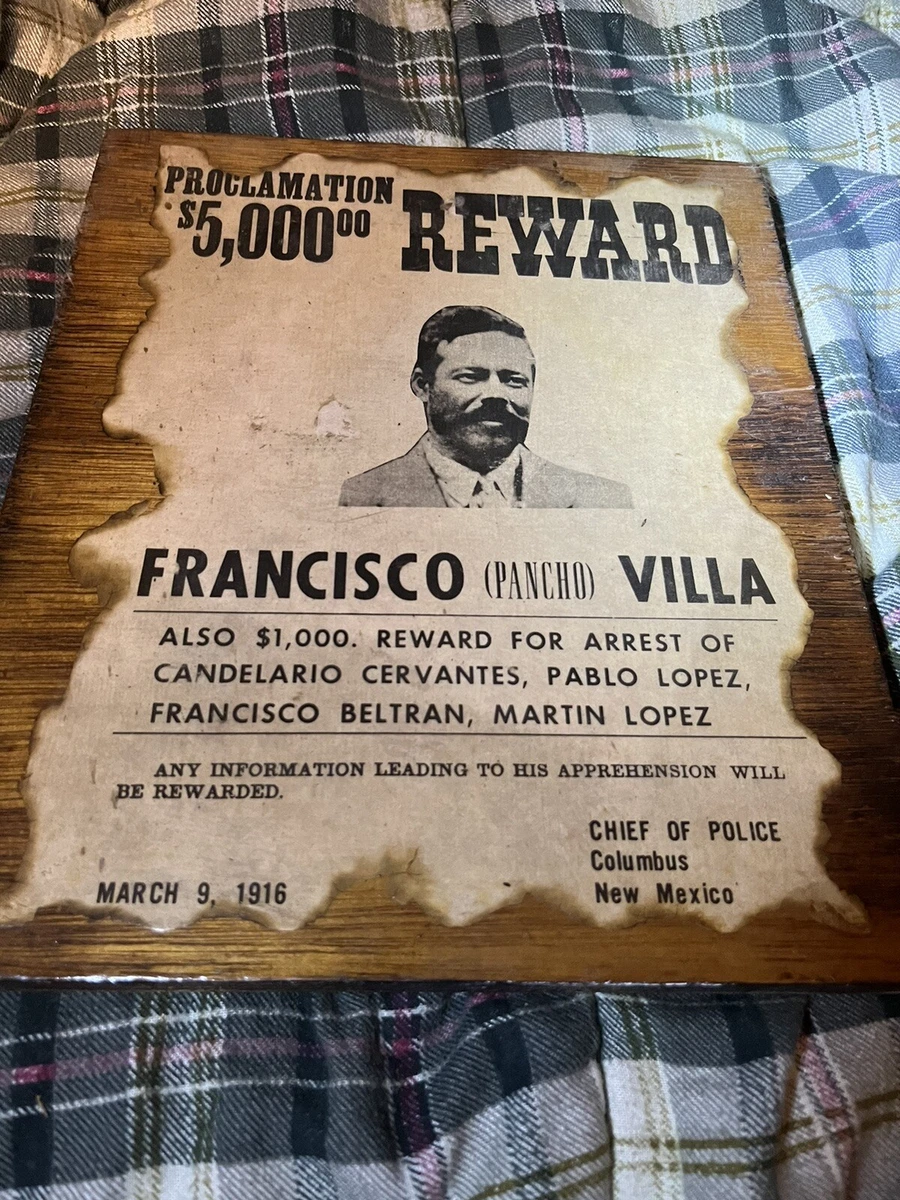 PROCLAMATION
$5,000⁰⁰ REWARD
FRANCISCO (PANCHO) VILLA
ALSO $1,000. REWARD FOR ARREST OF
CANDELARIO CERVANTES, PABLO LOPEZ,
FRANCISCO BELTRAN, MARTIN LOPEZ
ANY INFORMATION LEADING TO HIS APPREHENSION WILL
BE REWARDED.
CHIEF OF POLICE
Columbus
New Mexico
MARCH 9, 1916